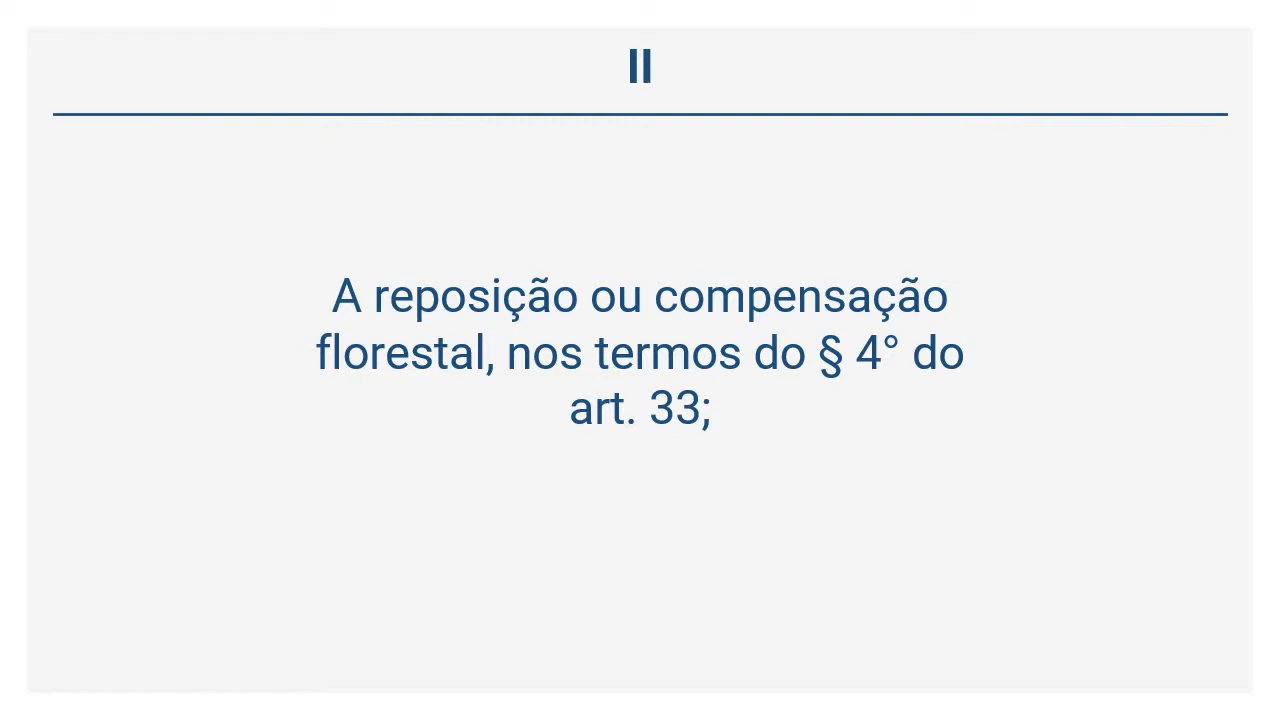 II
A reposição ou compensação
florestal, nos termos do § 4° do
art. 33;